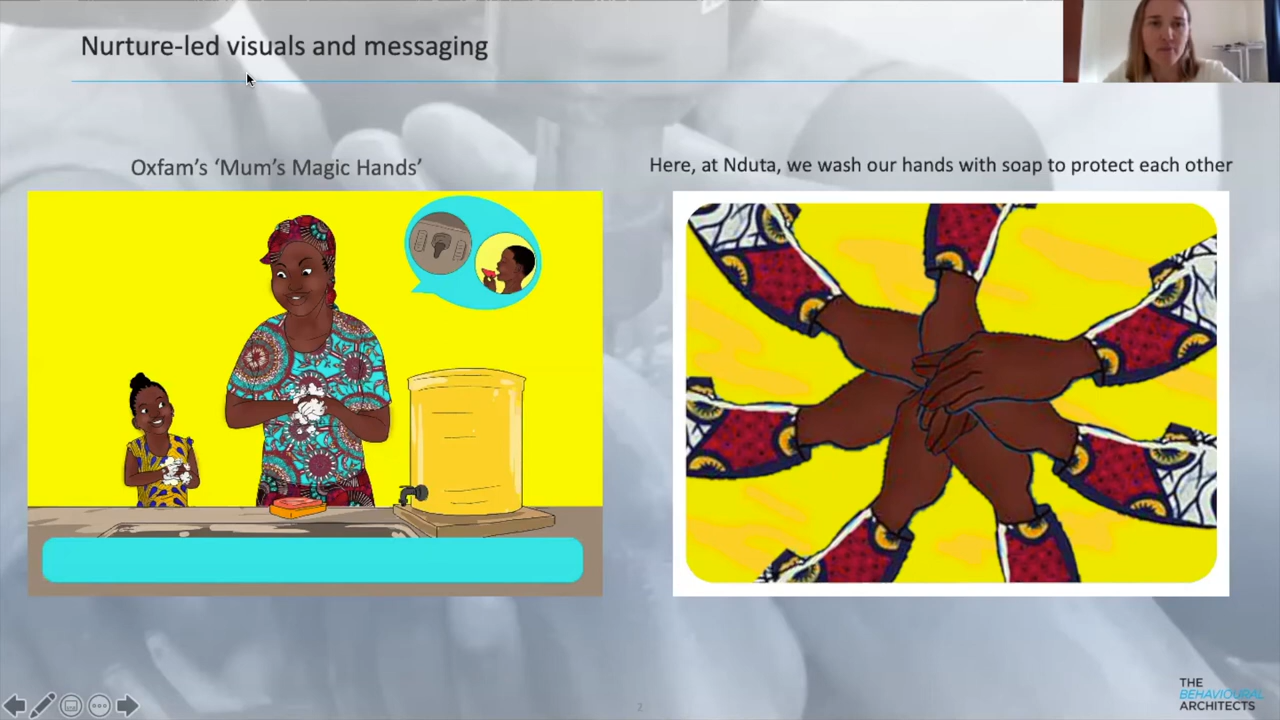 Nurture-led visuals and messaging
Oxfam's ‘Mum's Magic Hands’
Here, at Nduta, we wash our hands with soap to protect each other
2
THE
BEHAVIOURAL
ARCHITECTS